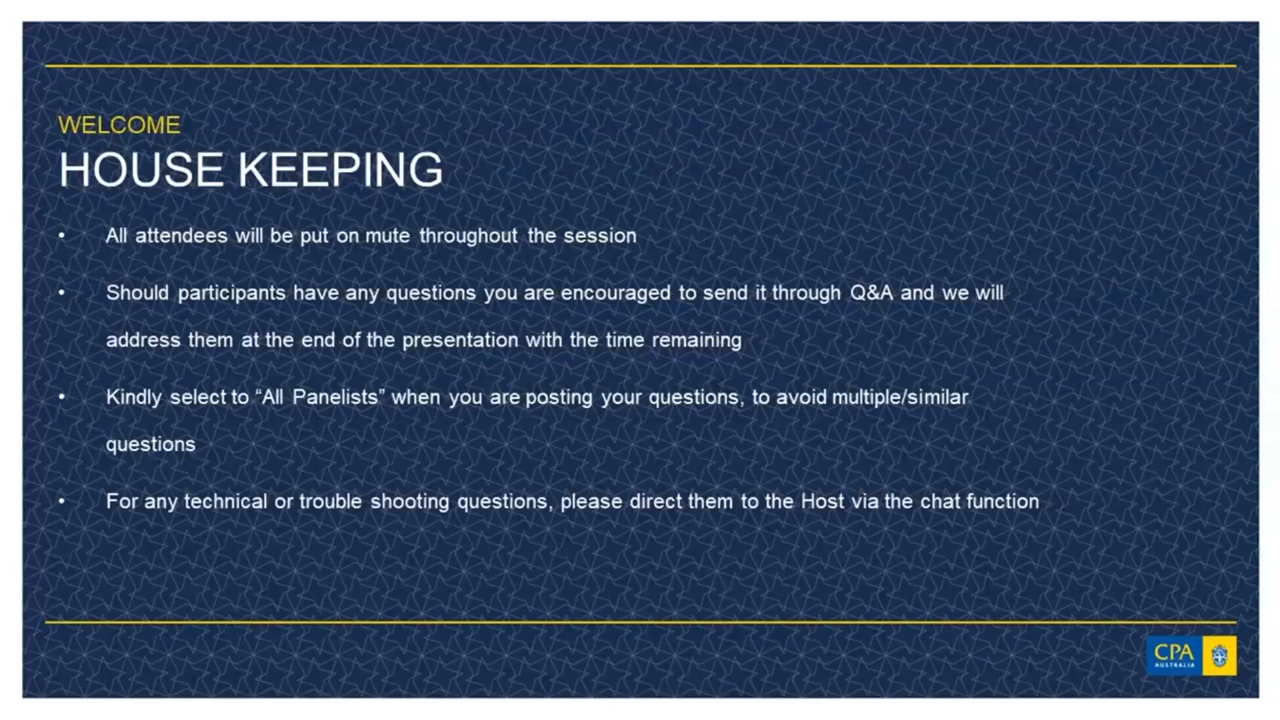 WELCOME
HOUSE KEEPING
• All attendees will be put on mute throughout the session
• Should participants have any questions you are encouraged to send it through Q&A and we will
address them at the end of the presentation with the time remaining
• Kindly select to “All Panelists” when you are posting your questions, to avoid multiple/similar
questions
• For any technical or trouble shooting questions, please direct them to the Host via the chat function
CPA
AUSTRALIA